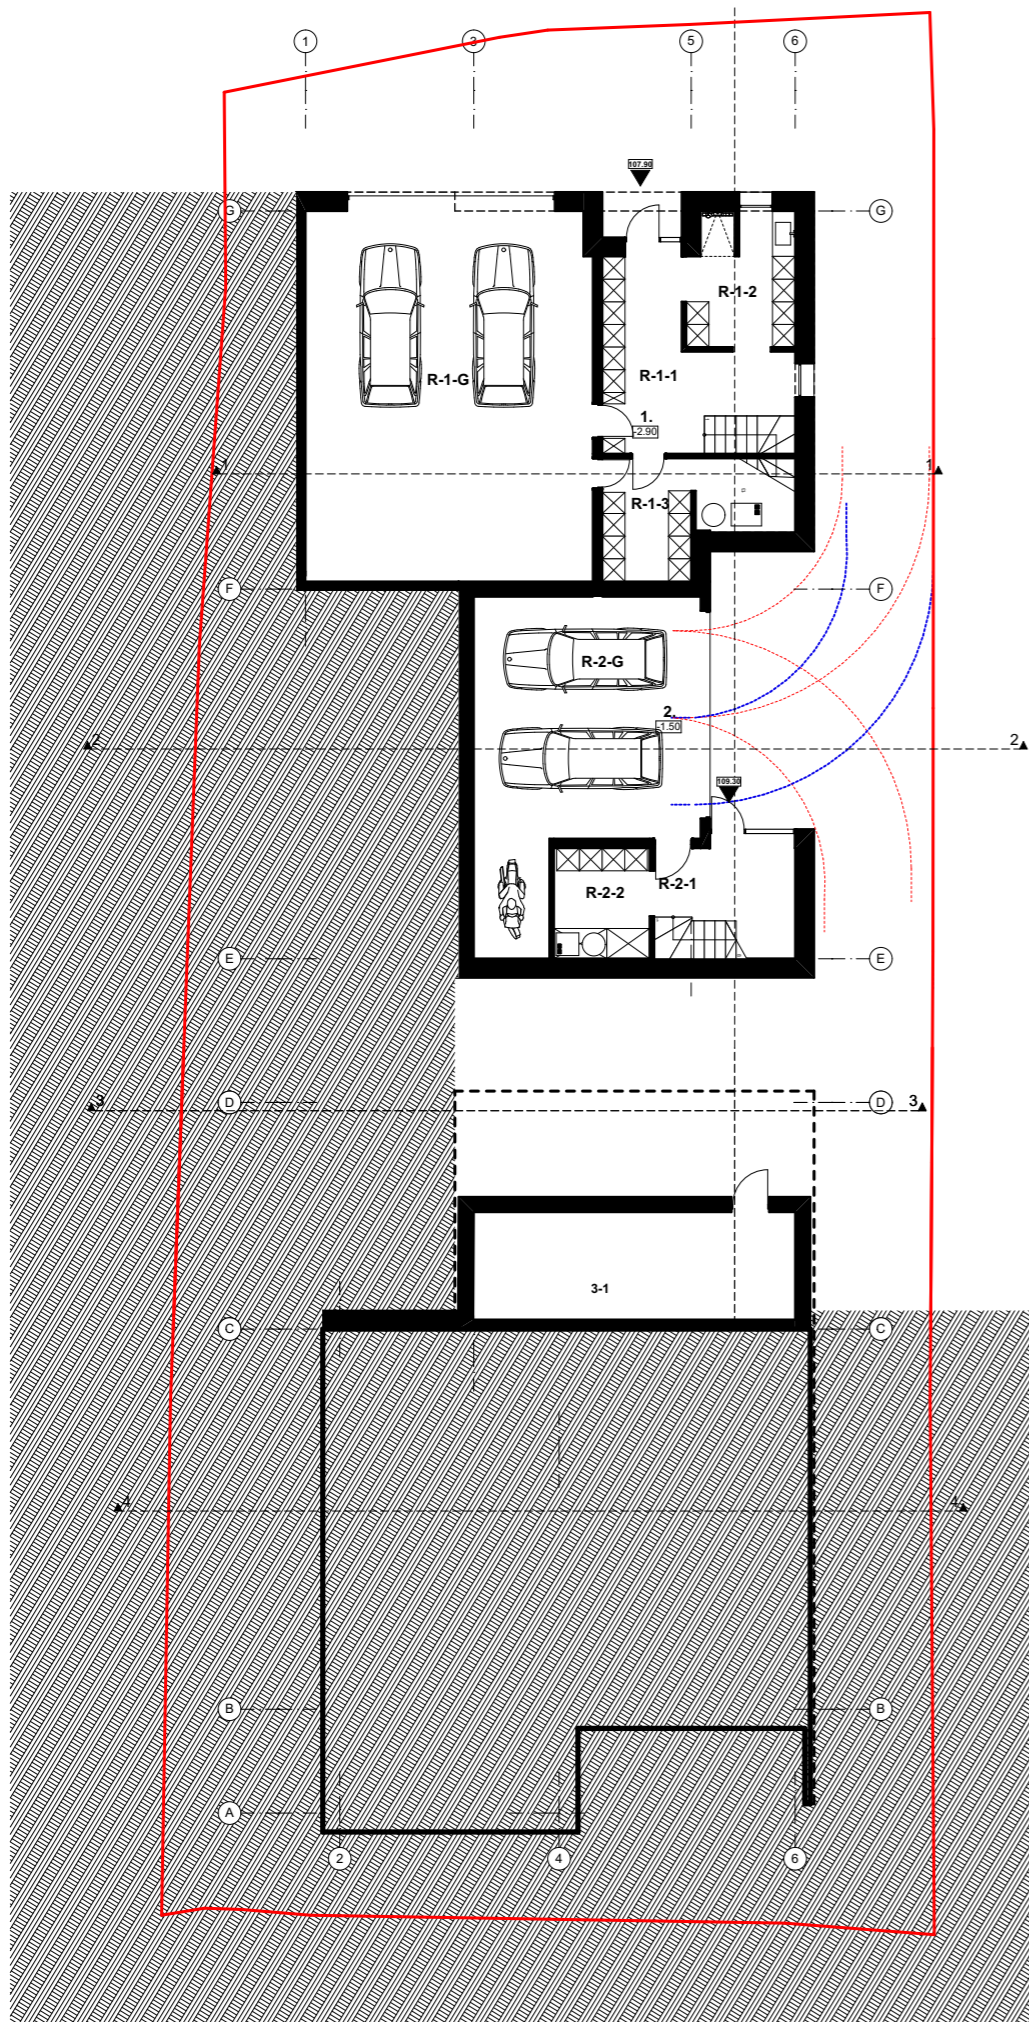 1 3 5 6
107.90
G G
R-1-2
R-1-G
R-1-1
1.
-2.90
1
R-1-3
F F
R-2-G
2.
-1.50
2 2
109.30
R-2-2 R-2-1
E E
D D
3 3
3-1
C C
4 4
B B
A
2 4 6